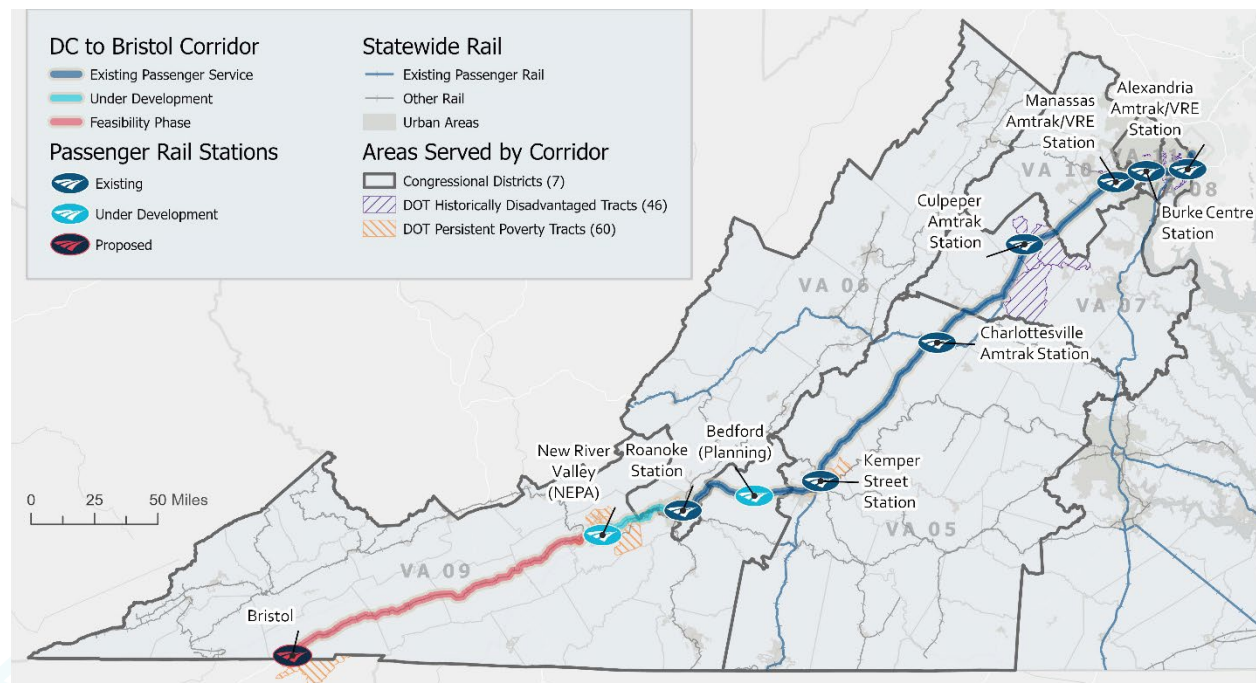 DC to Bristol Corridor
Existing Passenger Service
Under Development
Feasibility Phase
Passenger Rail Stations
Existing
Under Development
Proposed
Statewide Rail
Existing Passenger Rail
Other Rail
Urban Areas
Areas Served by Corridor
Congressional Districts (7)
DOT Historically Disadvantaged Tracts (46)
DOT Persistent Poverty Tracts (60)
Alexandria
Amtrak/VRE
Station
Manassas
Amtrak/VRE
Station
VA 10
VA 11
VA 08
Burke Centre
Station
Culpeper
Amtrak
Station
VA 06
VA 07
Charlottesville
Amtrak Station
New River
Valley
(NEPA)
Roanoke
Station
Bedford
(Planning)
Kemper
Street
Station
VA 05
0 25 50 Miles
VA 09
Bristol